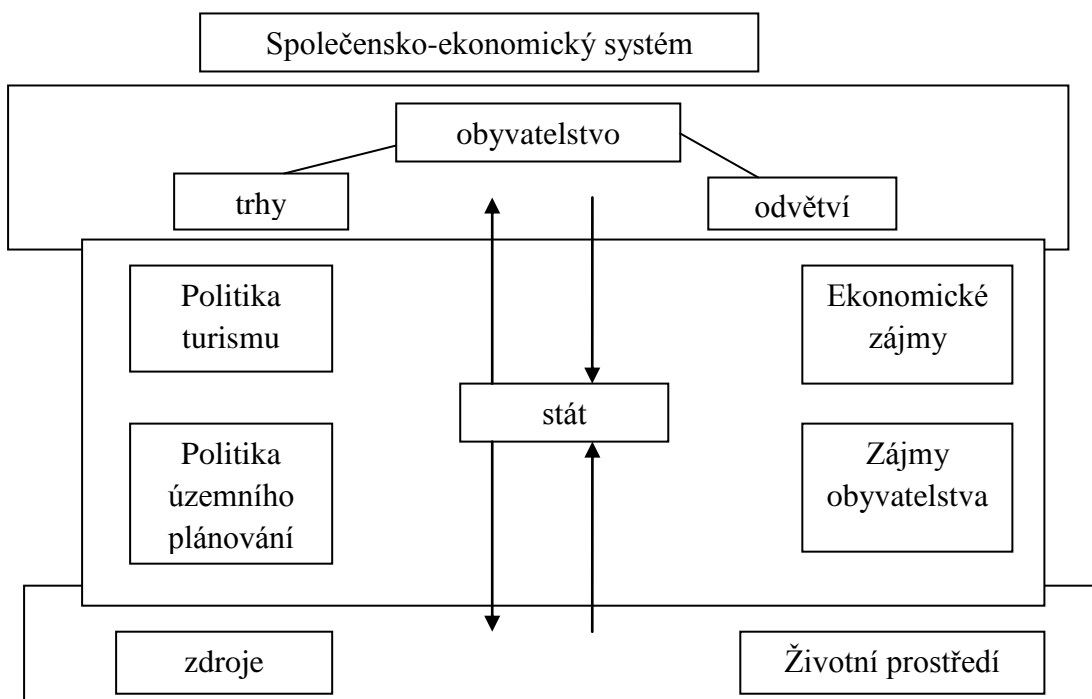 Společensko-ekonomický systém
obyvatelstvo
trhy
odvětví
Politika
turismu
Ekonomické
zájmy
stát
Politika
územního
plánování
Zájmy
obyvatelstva
zdroje
Životní prostředí